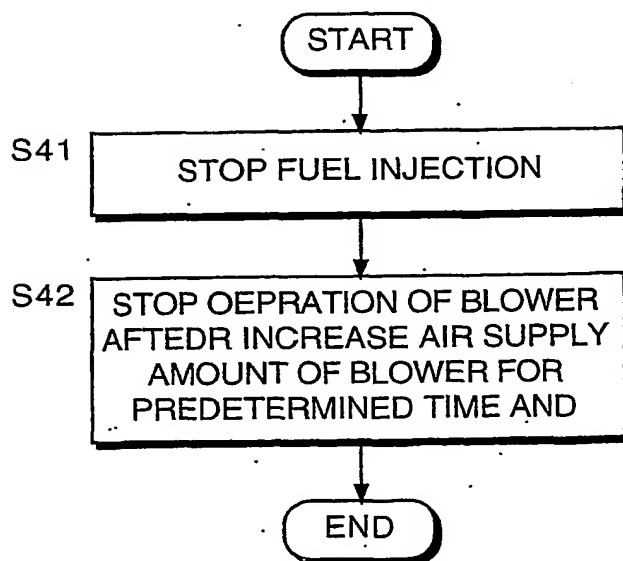 START
S41
STOP FUEL INJECTION
S42
STOP OEPRATION OF BLOWER
AFTEDR INCREASE AIR SUPPLY
AMOUNT OF BLOWER FOR
PREDETERMINED TIME AND
END